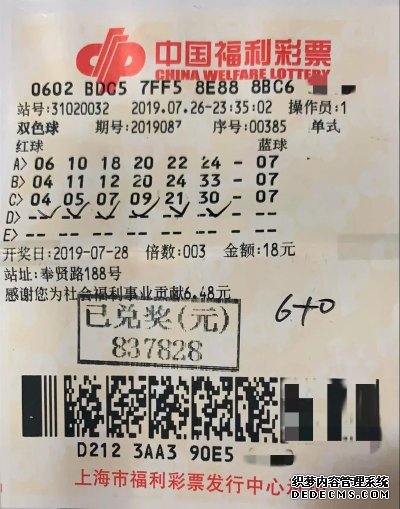 中国福利彩票
CHINA WELFARE LOTTERY
0602 BDG5 7FF5 8E88 8BC6
站号:31020032 2019.07.26-23:35:02 操作员:1
双色球 期号:2019087 序号:00385 单式
红球 蓝球
A> 06 10 18 20 22 24 - 07
B> 04 11 12 20 24 33 - 07
C> 04 05 07 09 21 30 - 07
D> -- -- -- -- -- -- - --
E> -- -- -- -- -- -- - --
开奖日:2019-07-28 倍数:003 金额:18元
站址:奉贤路188号
感谢您为社会福利事业贡献6.48元
6+0
已兑奖(元)
837828
D212 3AA3 90E5
上海市福利彩票发行中心
织梦内容管理系统
DEDECMS.COM